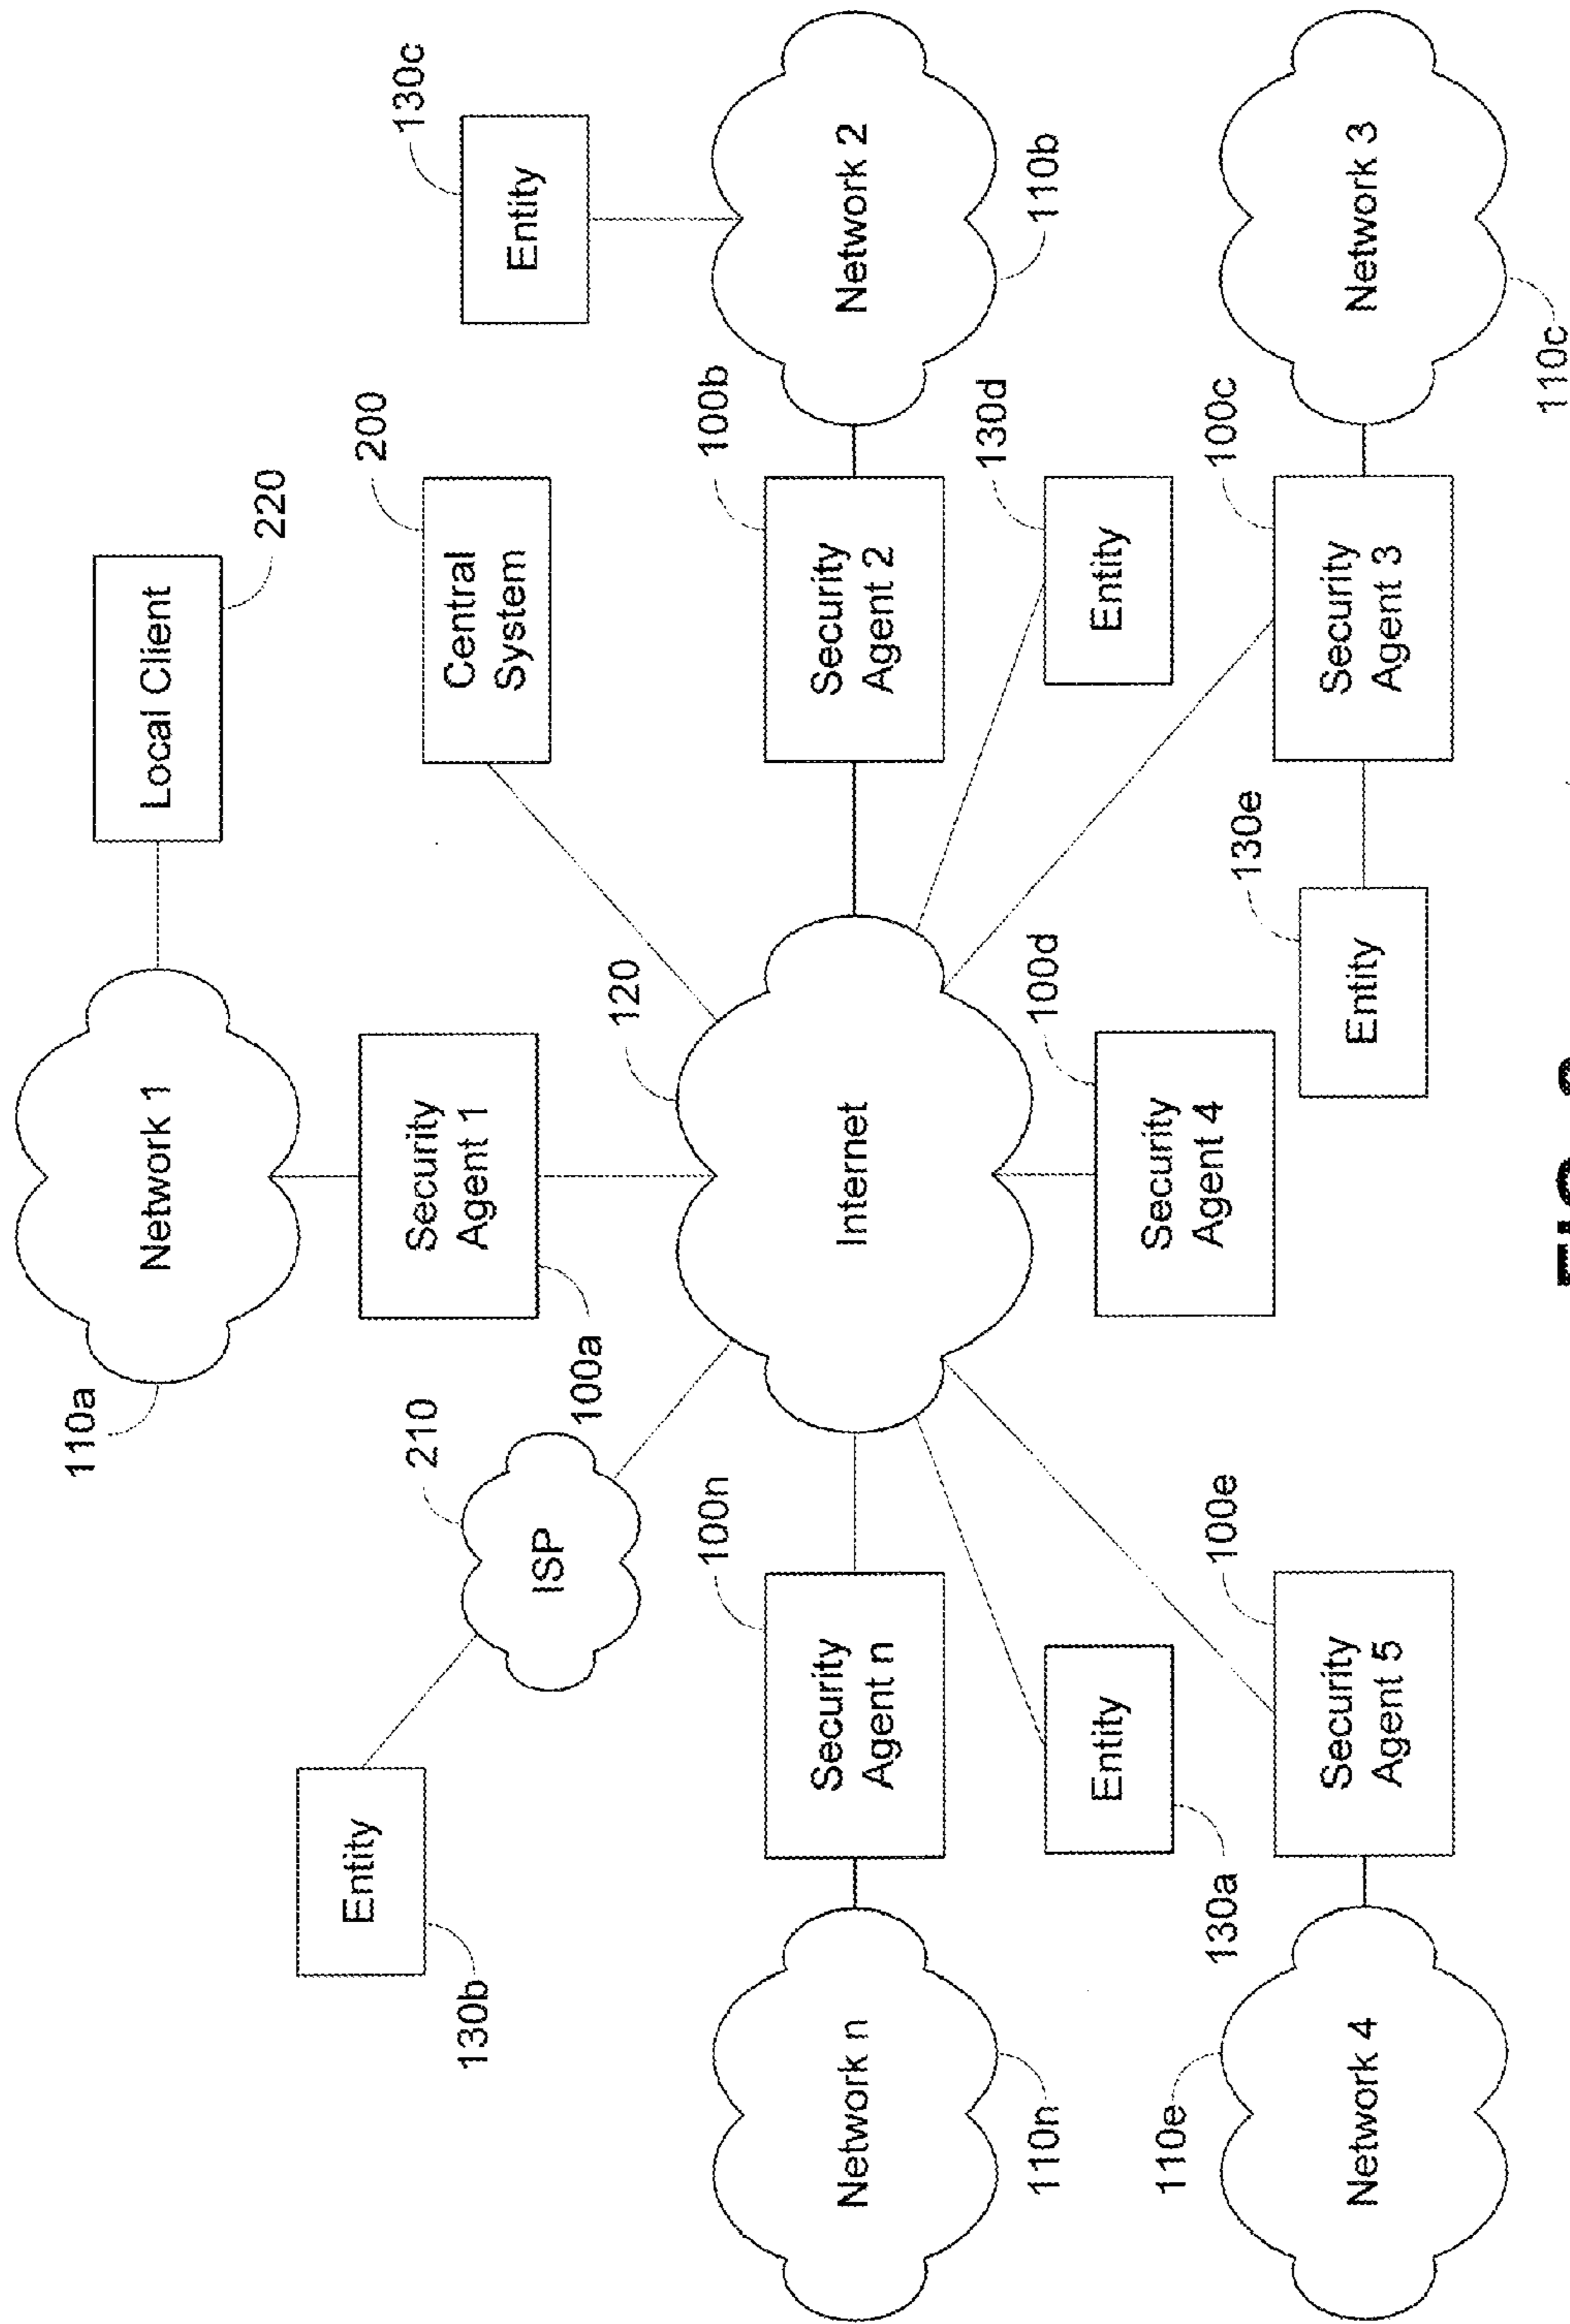 110a
Network 1
Local Client
220
Entity
130b
210
ISP
Security
Agent 1
100a
200
Central
System
130c
Entity
120
Internet
100n
Security
Agent n
Network n
110n
100b
Security
Agent 2
Network 2
110b
Entity
130a
100d
Security
Agent 4
130d
Entity
110e
Network 4
100e
Security
Agent 5
130e
Entity
100c
Security
Agent 3
Network 3
110c